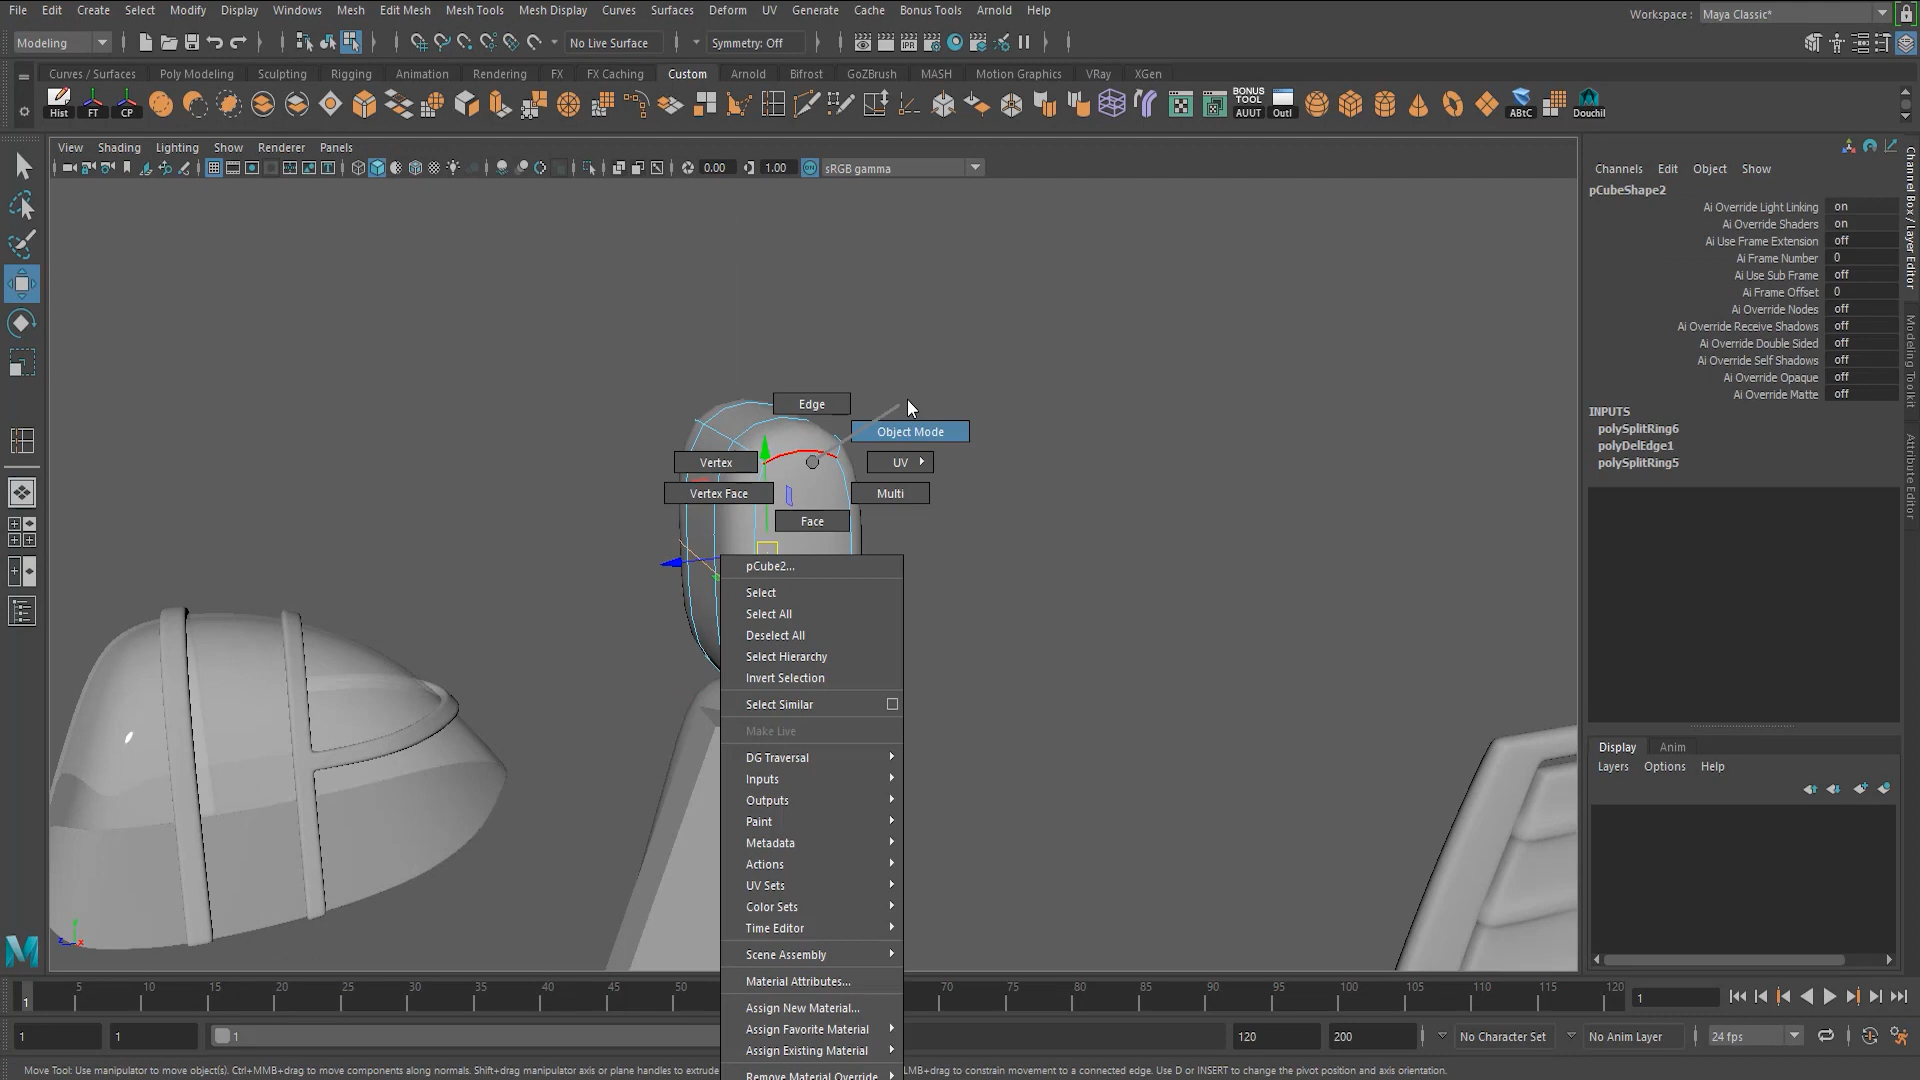 File Edit Create Select Modify Display Windows Mesh Edit Mesh Mesh Tools Mesh Display Curves Surfaces Deform UV Generate Cache Bonus Tools Arnold Help Workspace : Maya Classic*
Modeling No Live Surface Symmetry: Off IPR
Curves / Surfaces Poly Modeling Sculpting Rigging Animation Rendering FX FX Caching Custom Arnold Bifrost GoZBrush MASH Motion Graphics VRay XGen
BONUS TOOL
Hist FT CP AUUT Outl ABtC Douchil
View Shading Lighting Show Renderer Panels
0.00 1.00 ON sRGB gamma
Channels Edit Object Show
pCubeShape2
Ai Override Light Linking on
Ai Override Shaders on
Ai Use Frame Extension off
Ai Frame Number 0
Ai Use Sub Frame off
Ai Frame Offset 0
Ai Override Nodes off
Ai Override Receive Shadows off
Ai Override Double Sided off
Ai Override Self Shadows off
Ai Override Opaque off
Ai Override Matte off
INPUTS
polySplitRing6
polyDelEdge1
polySplitRing5
Channel Box / Layer Editor
Modeling Toolkit
Attribute Editor
Edge
Object Mode
Vertex UV
Vertex Face Multi
Face
pCube2...
Select
Select All
Deselect All
Select Hierarchy
Invert Selection
Select Similar
Make Live
DG Traversal
Inputs
Outputs
Paint
Metadata
Actions
UV Sets
Color Sets
Time Editor
Scene Assembly
Material Attributes...
Assign New Material...
Assign Favorite Material
Assign Existing Material
Remove Material Override
Display Anim
Layers Options Help
y
z x
1 5 10 15 20 25 30 35 40 45 50 70 75 80 85 90 95 100 105 110 115 120 1
1 1 1 120 200 No Character Set No Anim Layer 24 fps
Move Tool: Use manipulator to move object(s). Ctrl+MMB+drag to move components along normals. Shift+drag manipulator axis or plane handles to extrude LMB+drag to constrain movement to a connected edge. Use D or INSERT to change the pivot position and axis orientation.